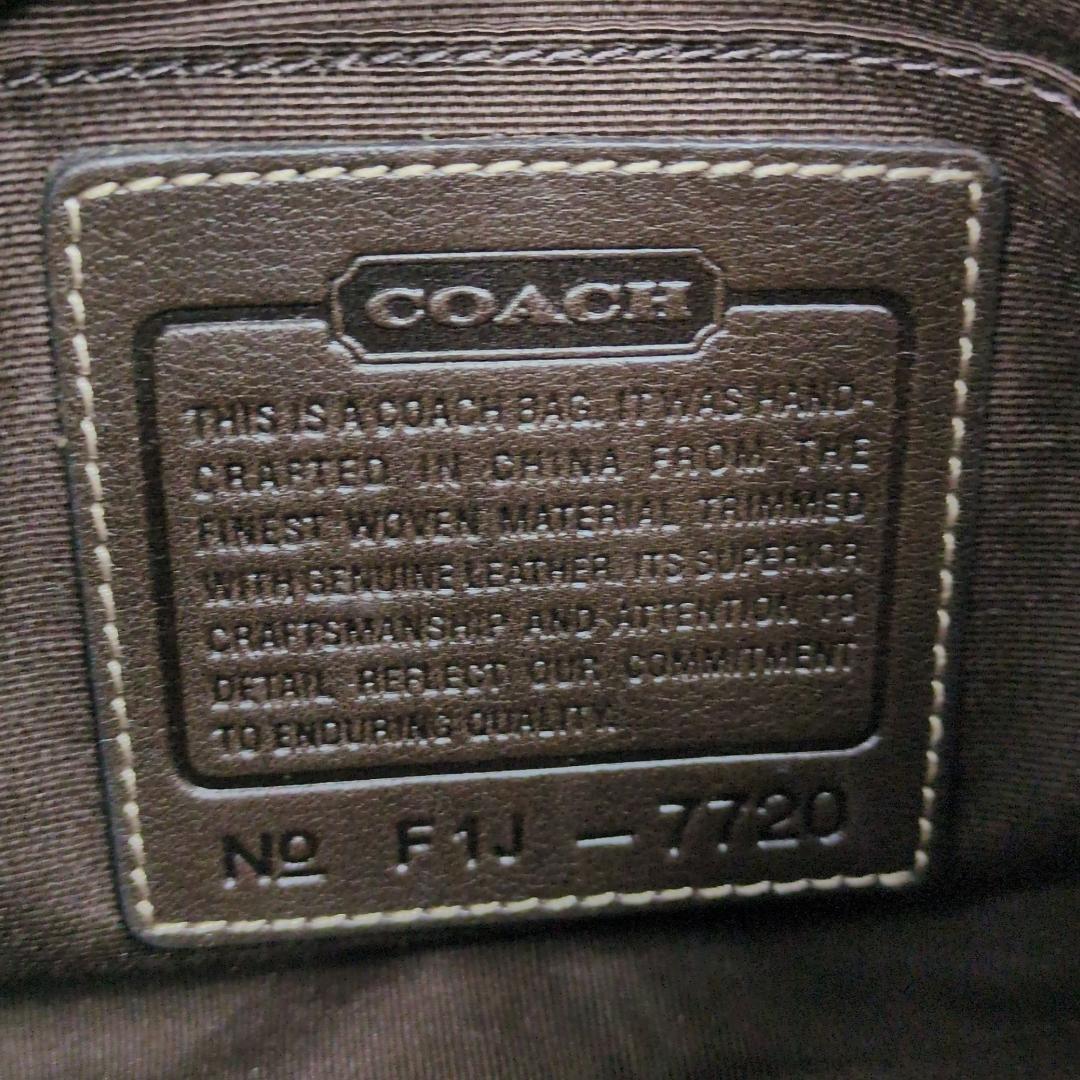 COACH
THIS IS A COACH BAG. IT WAS HAND-
CRAFTED IN CHINA FROM THE
FINEST WOVEN MATERIAL TRIMMED
WITH GENUINE LEATHER. ITS SUPERIOR
CRAFTSMANSHIP AND ATTENTION TO
DETAIL REFLECT OUR COMMITMENT
TO ENDURING QUALITY.
Nº F1J - 7720